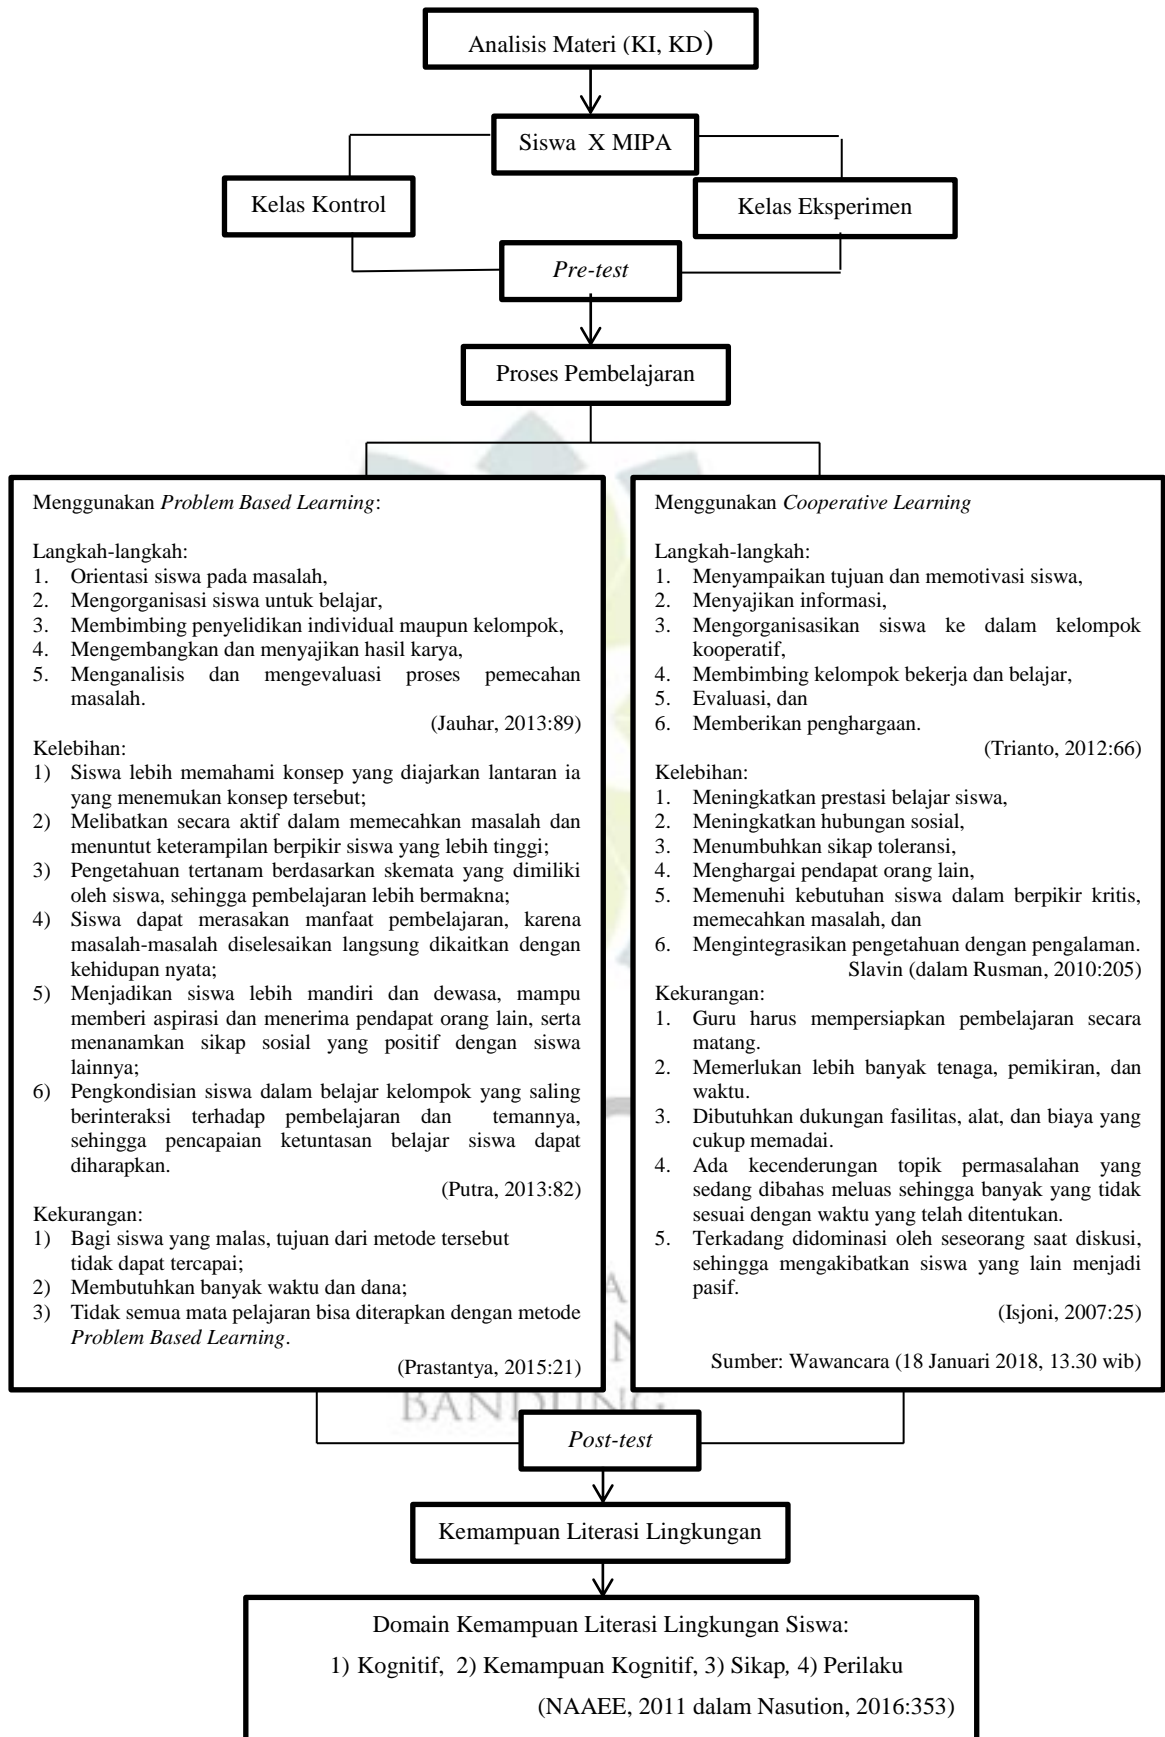 Analisis Materi (KI, KD)
Siswa X MIPA
Kelas Kontrol
Kelas Eksperimen
Pre-test
Proses Pembelajaran
Menggunakan Problem Based Learning:
Langkah-langkah:
1. Orientasi siswa pada masalah,
2. Mengorganisasi siswa untuk belajar,
3. Membimbing penyelidikan individual maupun kelompok,
4. Mengembangkan dan menyajikan hasil karya,
5. Menganalisis dan mengevaluasi proses pemecahan
masalah.
(Jauhar, 2013:89)
Kelebihan:
1) Siswa lebih memahami konsep yang diajarkan lantaran ia
yang menemukan konsep tersebut;
2) Melibatkan secara aktif dalam memecahkan masalah dan
menuntut keterampilan berpikir siswa yang lebih tinggi;
3) Pengetahuan tertanam berdasarkan skemata yang dimiliki
oleh siswa, sehingga pembelajaran lebih bermakna;
4) Siswa dapat merasakan manfaat pembelajaran, karena
masalah-masalah diselesaikan langsung dikaitkan dengan
kehidupan nyata;
5) Menjadikan siswa lebih mandiri dan dewasa, mampu
memberi aspirasi dan menerima pendapat orang lain, serta
menanamkan sikap sosial yang positif dengan siswa
lainnya;
6) Pengkondisian siswa dalam belajar kelompok yang saling
berinteraksi terhadap pembelajaran dan temannya,
sehingga pencapaian ketuntasan belajar siswa dapat
diharapkan.
(Putra, 2013:82)
Kekurangan:
1) Bagi siswa yang malas, tujuan dari metode tersebut
tidak dapat tercapai;
2) Membutuhkan banyak waktu dan dana;
3) Tidak semua mata pelajaran bisa diterapkan dengan metode
Problem Based Learning.
(Prastantya, 2015:21)
Menggunakan Cooperative Learning
Langkah-langkah:
1. Menyampaikan tujuan dan memotivasi siswa,
2. Menyajikan informasi,
3. Mengorganisasikan siswa ke dalam kelompok
kooperatif,
4. Membimbing kelompok bekerja dan belajar,
5. Evaluasi, dan
6. Memberikan penghargaan.
(Trianto, 2012:66)
Kelebihan:
1. Meningkatkan prestasi belajar siswa,
2. Meningkatkan hubungan sosial,
3. Menumbuhkan sikap toleransi,
4. Menghargai pendapat orang lain,
5. Memenuhi kebutuhan siswa dalam berpikir kritis,
memecahkan masalah, dan
6. Mengintegrasikan pengetahuan dengan pengalaman.
Slavin (dalam Rusman, 2010:205)
Kekurangan:
1. Guru harus mempersiapkan pembelajaran secara
matang.
2. Memerlukan lebih banyak tenaga, pemikiran, dan
waktu.
3. Dibutuhkan dukungan fasilitas, alat, dan biaya yang
cukup memadai.
4. Ada kecenderungan topik permasalahan yang
sedang dibahas meluas sehingga banyak yang tidak
sesuai dengan waktu yang telah ditentukan.
5. Terkadang didominasi oleh seseorang saat diskusi,
sehingga mengakibatkan siswa yang lain menjadi
pasif.
(Isjoni, 2007:25)
Sumber: Wawancara (18 Januari 2018, 13.30 wib)
BANDUNG
Post-test
Kemampuan Literasi Lingkungan
Domain Kemampuan Literasi Lingkungan Siswa:
1) Kognitif, 2) Kemampuan Kognitif, 3) Sikap, 4) Perilaku
(NAAEE, 2011 dalam Nasution, 2016:353)